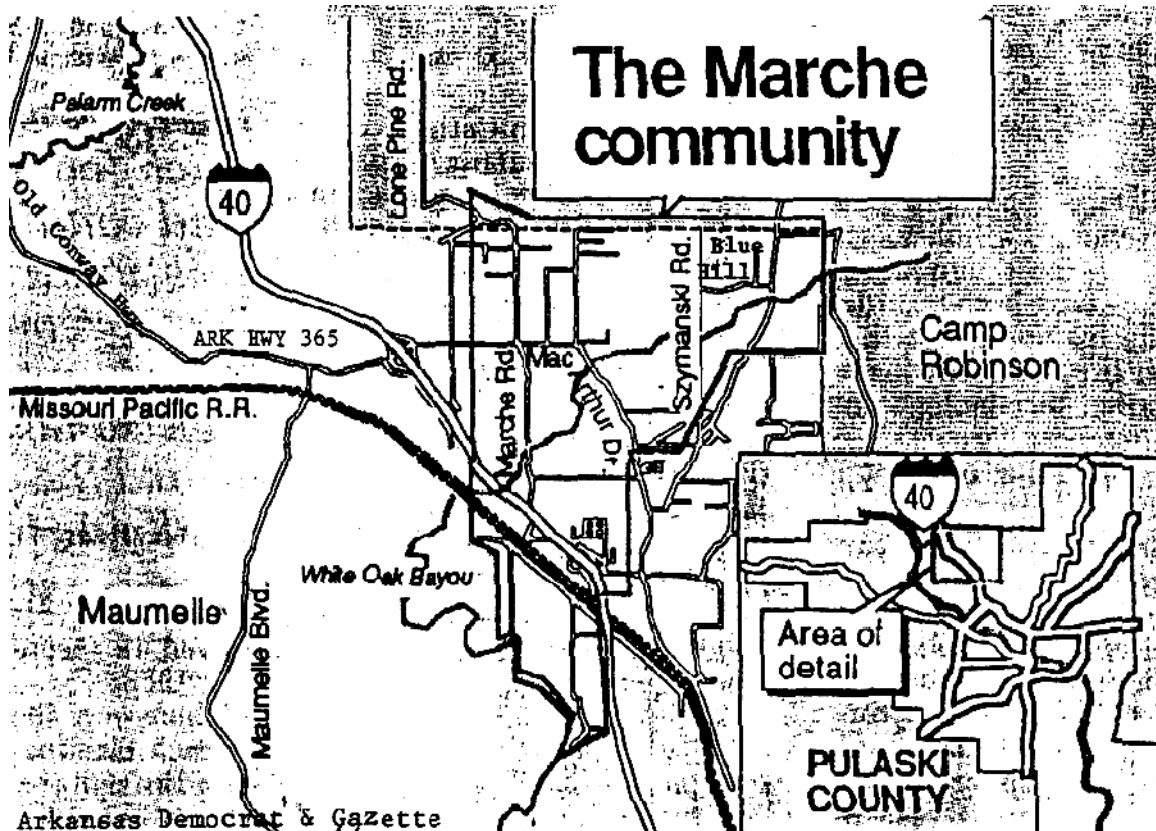 The Marche
community
Lone Pine Rd.
Palarm Creek
40
Old Conway Hwy.
Blue
Hill
Szymanski Rd.
ARK HWY 365
Camp
Robinson
Mac
Arthur Dr
Marche Rd
Missouri Pacific R.R.
40
White Oak Bayou
Maumelle
Maumelle Blvd.
Area of
detail
PULASKI
COUNTY
Arkansas Democrat & Gazette